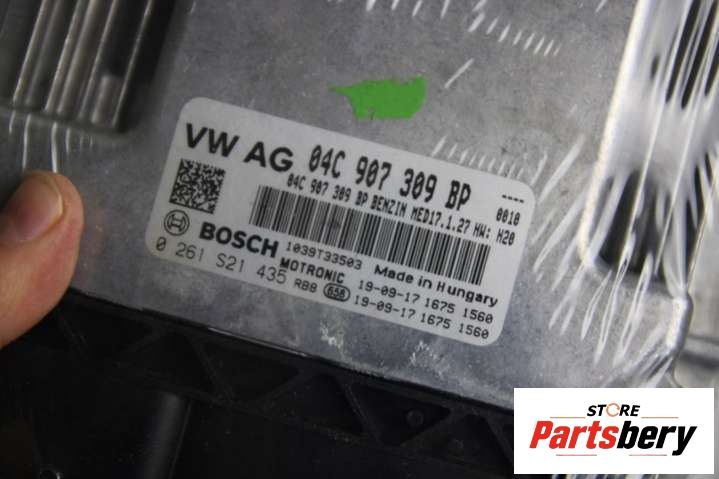 VW AG 04C 907 309 BP ----
04C 907 309 BP BENZIN MED17.1.27 HW: H20
0010
BOSCH 1039T33503 Made in Hungary
MOTRONIC 19-09-17 1675 1560
0 261 S21 435 RBB 656 19-09-17 1675 1560
STORE
Partsbery